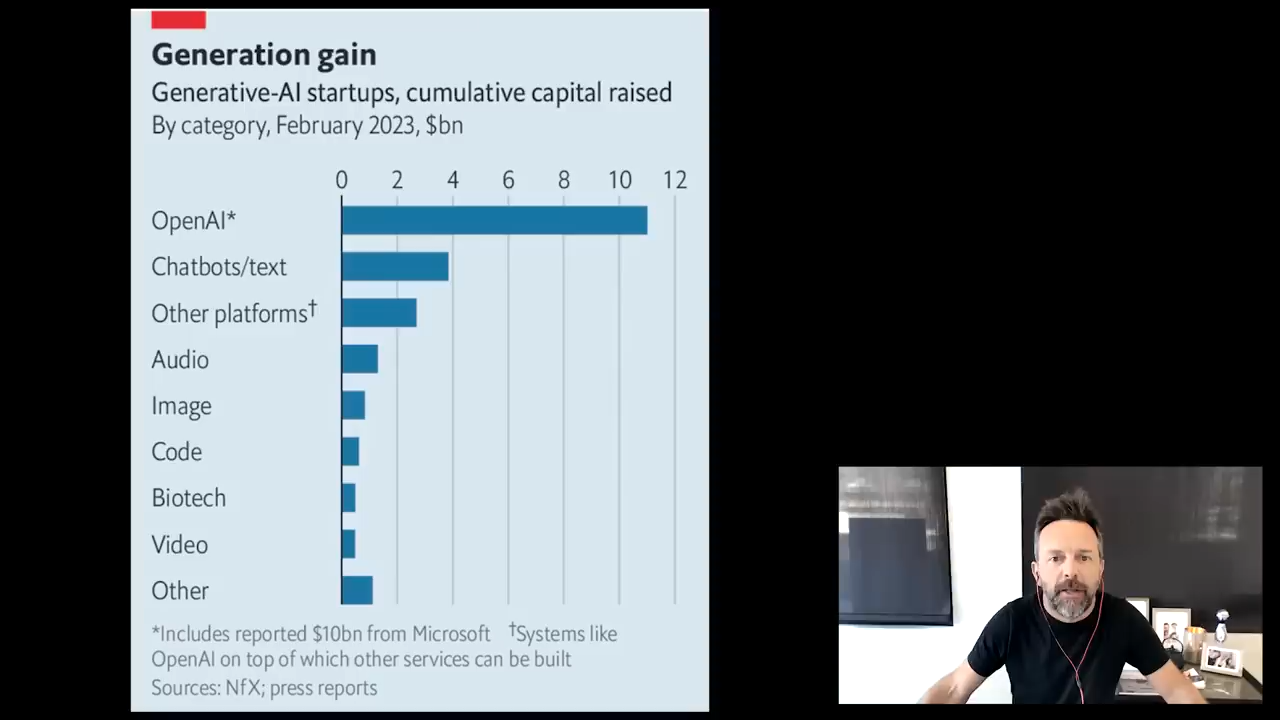 Generation gain
Generative-AI startups, cumulative capital raised
By category, February 2023, $bn
0 2 4 6 8 10 12
OpenAI*
Chatbots/text
Other platforms†
Audio
Image
Code
Biotech
Video
Other
*Includes reported $10bn from Microsoft †Systems like
OpenAI on top of which other services can be built
Sources: NfX; press reports